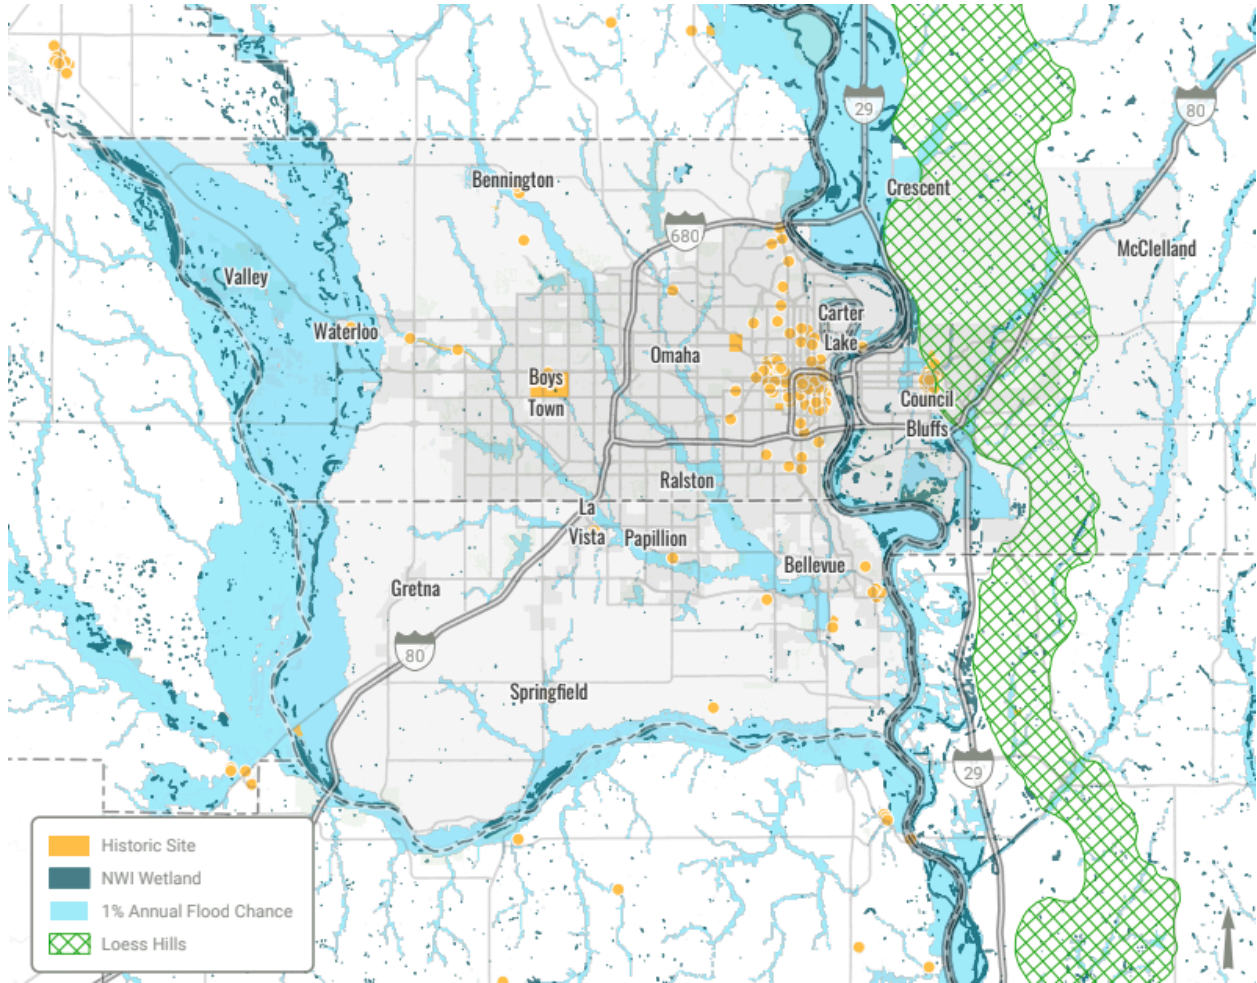 29
80
Bennington
Crescent
680
McClelland
Valley
Carter
Lake
Waterloo
Omaha
Boys
Town
Council
Bluffs
Ralston
La
Vista
Papillion
Bellevue
Gretna
80
Springfield
29
Historic Site
NWI Wetland
1% Annual Flood Chance
Loess Hills